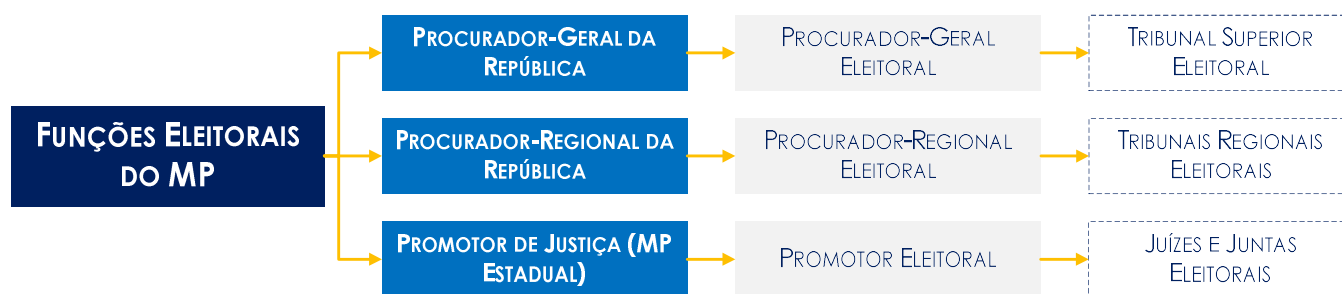 FUNÇÕES ELEITORAIS
DO MP
PROCURADOR-GERAL DA
REPÚBLICA
PROCURADOR-GERAL
ELEITORAL
TRIBUNAL SUPERIOR
ELEITORAL
PROCURADOR-REGIONAL DA
REPÚBLICA
PROCURADOR-REGIONAL
ELEITORAL
TRIBUNAIS REGIONAIS
ELEITORAIS
PROMOTOR DE JUSTIÇA (MP
ESTADUAL)
PROMOTOR ELEITORAL
JUÍZES E JUNTAS
ELEITORAIS